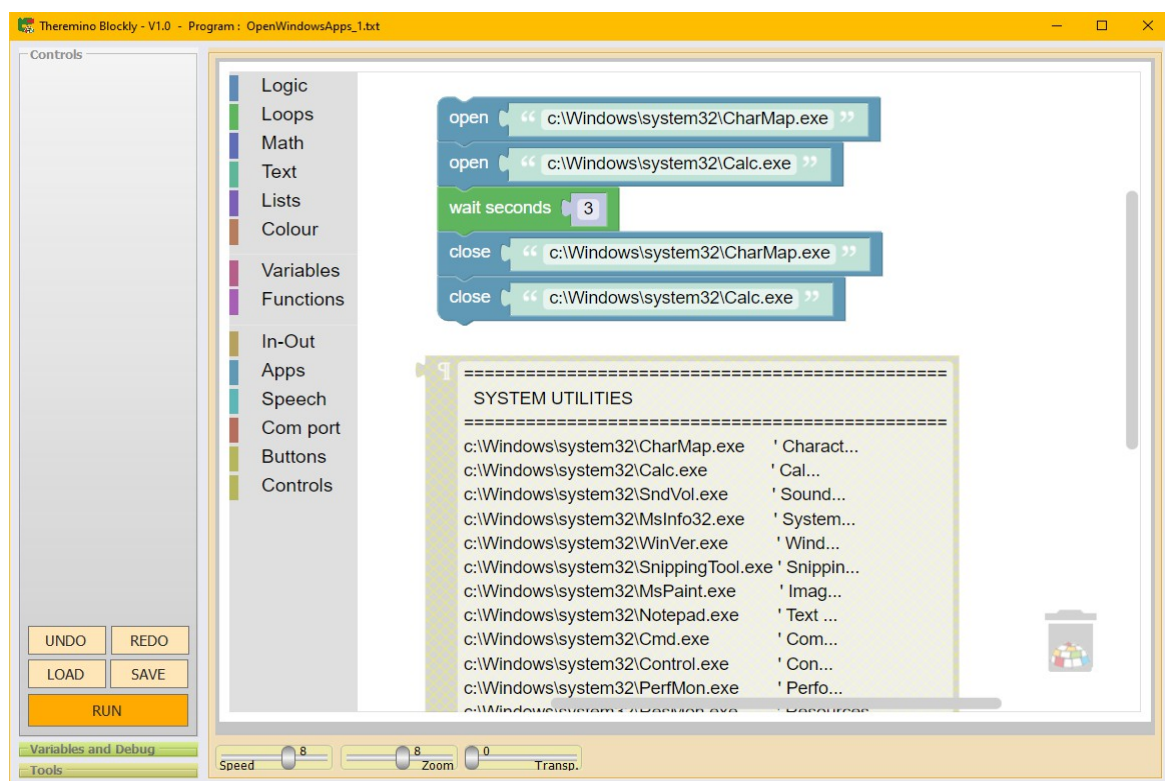 Theremino Blockly - V1.0 - Program : OpenWindowsApps_1.txt
Controls
Logic
Loops
Math
Text
Lists
Colour
Variables
Functions
In-Out
Apps
Speech
Com port
Buttons
Controls
open “ c:\Windows\system32\CharMap.exe ”
open “ c:\Windows\system32\Calc.exe ”
wait seconds 3
close “ c:\Windows\system32\CharMap.exe ”
close “ c:\Windows\system32\Calc.exe ”
¶ ===============================================
SYSTEM UTILITIES
===============================================
c:\Windows\system32\CharMap.exe ' Charact...
c:\Windows\system32\Calc.exe ' Cal...
c:\Windows\system32\SndVol.exe ' Sound...
c:\Windows\system32\MsInfo32.exe ' System...
c:\Windows\system32\WinVer.exe ' Wind...
c:\Windows\system32\SnippingTool.exe ' Snippin...
c:\Windows\system32\MsPaint.exe ' Imag...
c:\Windows\system32\Notepad.exe ' Text ...
c:\Windows\system32\Cmd.exe ' Com...
c:\Windows\system32\Control.exe ' Con...
c:\Windows\system32\PerfMon.exe ' Perfo...
c:\Windows\system32\ResMon.exe ' Resources
UNDO REDO
LOAD SAVE
RUN
Variables and Debug
Tools
Speed 8
Zoom 8
Transp. 0